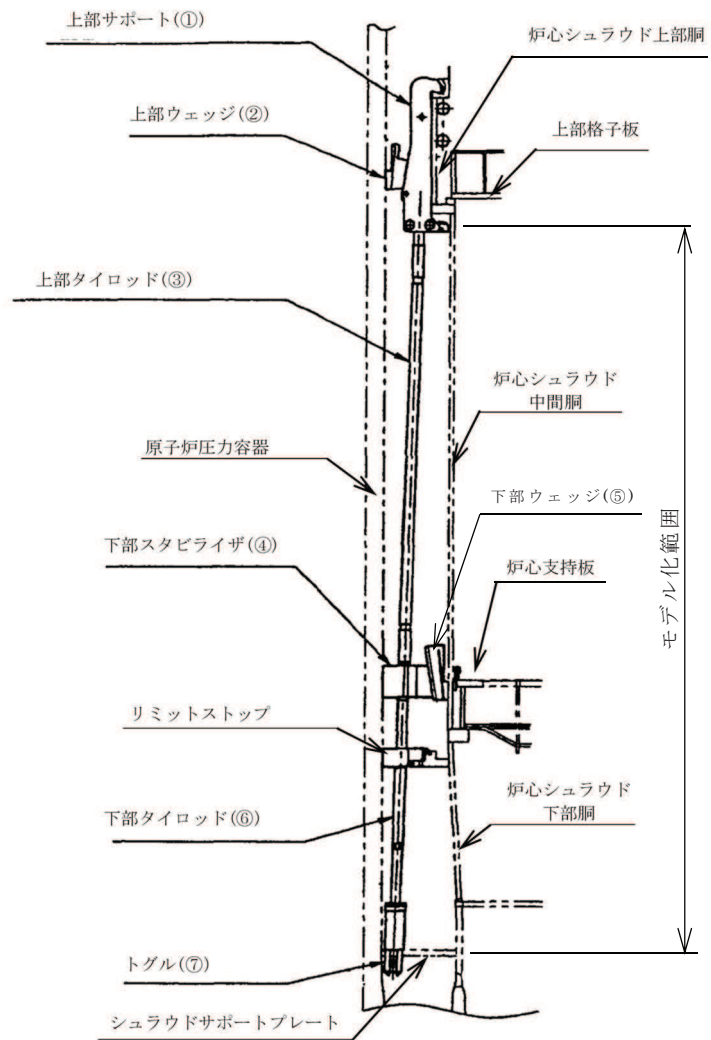 上部サポート(①)
炉心シュラウド上部胴
上部ウェッジ(②)
上部格子板
上部タイロッド(③)
炉心シュラウド
中間胴
原子炉圧力容器
下部ウェッジ(⑤)
下部スタビライザ(④)
炉心支持板
モデル化範囲
リミットストップ
炉心シュラウド
下部胴
下部タイロッド(⑥)
トグル(⑦)
シュラウドサポートプレート